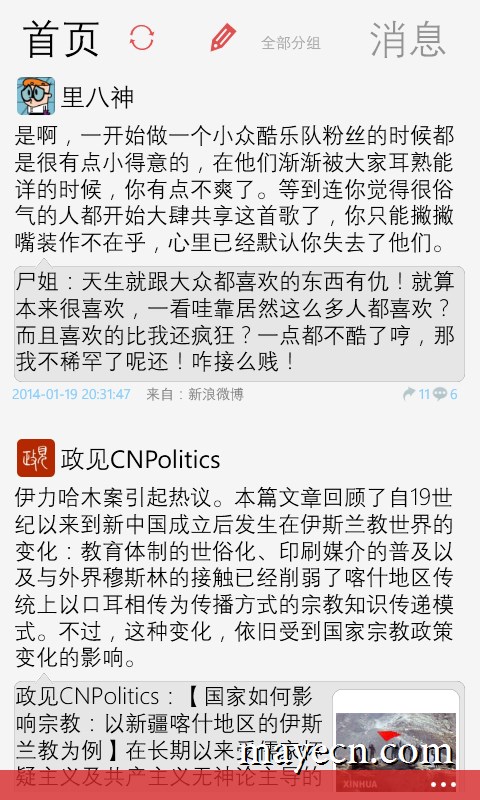 首页
全部分组
消息
里八神
是啊，一开始做一个小众酷乐队粉丝的时候都
是很有点小得意的，在他们渐渐被大家耳熟能
详的时候，你有点不爽了。等到连你觉得很俗
气的人都开始大肆共享这首歌了，你只能撇撇
嘴装作不在乎，心里已经默认你失去了他们。
尸姐：天生就跟大众都喜欢的东西有仇！就算
本来很喜欢，一看哇靠居然这么多人都喜欢？
而且喜欢的比我还疯狂？一点都不酷了哼，那
我不稀罕了呢还！咋接么贱！
2014-01-19 20:31:47 来自：新浪微博 11 6
政见
政见CNPolitics
伊力哈木案引起热议。本篇文章回顾了自19世
纪以来到新中国成立后发生在伊斯兰教世界的
变化：教育体制的世俗化、印刷媒介的普及以
及与外界穆斯林的接触已经削弱了喀什地区传
统上以口耳相传为传播方式的宗教知识传递模
式。不过，这种变化，依旧受到国家宗教政策
变化的影响。
政见CNPolitics：【国家如何影
响宗教：以新疆喀什地区的伊斯
兰教为例】在长期以来
mayecn.com
疑主义及共产主义无神论主导的
XINHUA